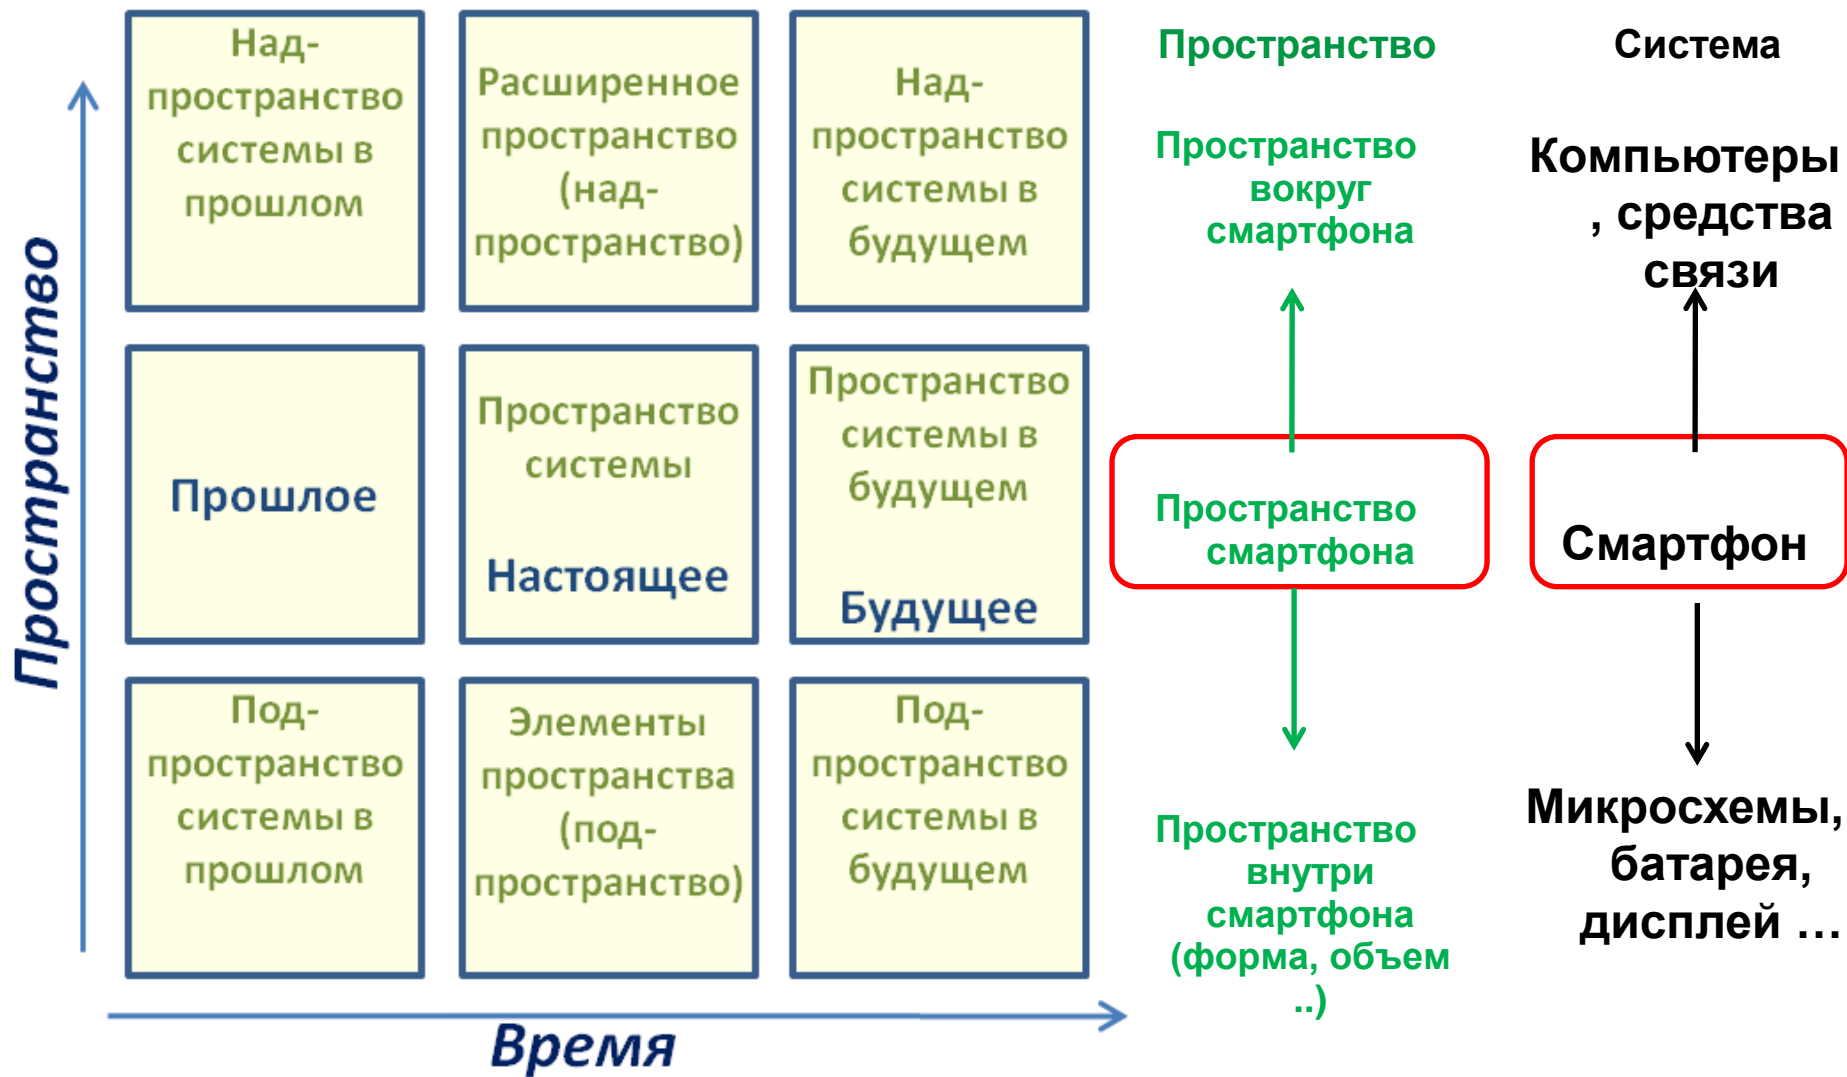 Пространство
Над-
пространство
системы в
прошлом
Расширенное
пространство
(над-
пространство)
Над-
пространство
системы в
будущем
Прошлое
Пространство
системы
Настоящее
Пространство
системы в
будущем
Будущее
Под-
пространство
системы в
прошлом
Элементы
пространства
(под-
пространство)
Под-
пространство
системы в
будущем
Время
Пространство
Пространство
вокруг
смартфона
Пространство
смартфона
Пространство
внутри
смартфона
(форма, объем
..)
Система
Компьютеры
, средства
связи
Смартфон
Микросхемы,
батарея,
дисплей …